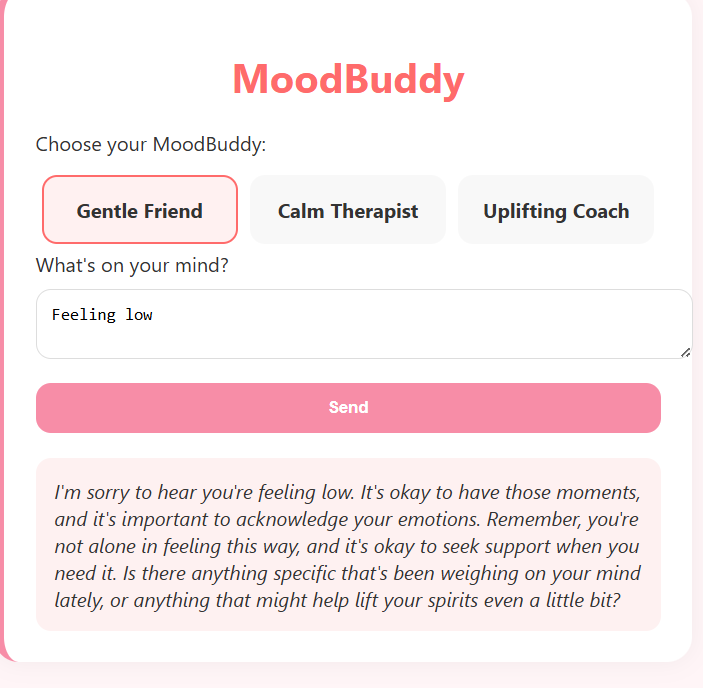 MoodBuddy
Choose your MoodBuddy:
Gentle Friend
Calm Therapist
Uplifting Coach
What's on your mind?
Feeling low
Send
I'm sorry to hear you're feeling low. It's okay to have those moments,
and it's important to acknowledge your emotions. Remember, you're
not alone in feeling this way, and it's okay to seek support when you
need it. Is there anything specific that's been weighing on your mind
lately, or anything that might help lift your spirits even a little bit?